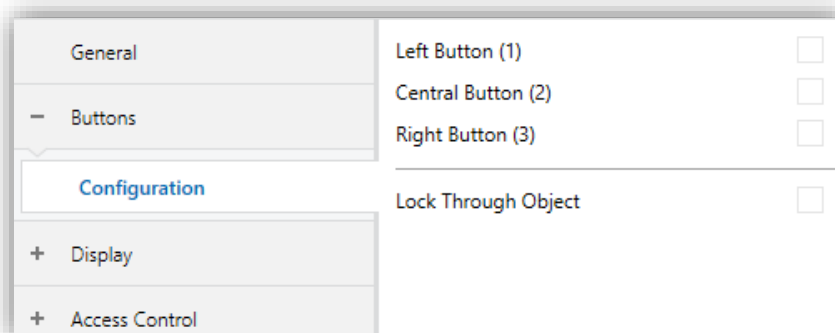 General
Buttons
Configuration
Display
Access Control
Left Button (1)
Central Button (2)
Right Button (3)
Lock Through Object